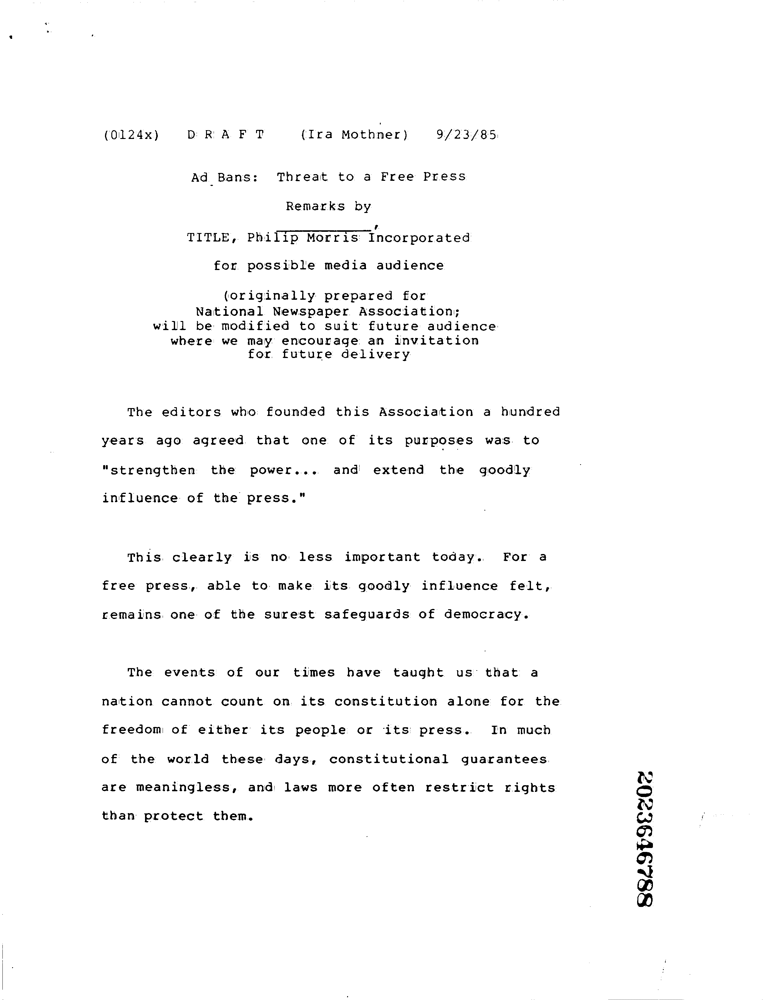 (0124x) D R A F T (Ira Mothner) 9/23/85
Ad Bans: Threat to a Free Press
Remarks by
TITLE, Philip Morris Incorporated
for possible media audience
(originally prepared for
National Newspaper Association;
will be modified to suit future audience
where we may encourage an invitation
for future delivery
The editors who founded this Association a hundred
years ago agreed that one of its purposes was to
"strengthen the power... and extend the goodly
influence of the press."
This clearly is no less important today. For a
free press, able to make its goodly influence felt,
remains one of the surest safeguards of democracy.
The events of our times have taught us that a
nation cannot count on its constitution alone for the
freedom of either its people or its press. In much
of the world these days, constitutional guarantees
are meaningless, and laws more often restrict rights
than protect them.
2023646788